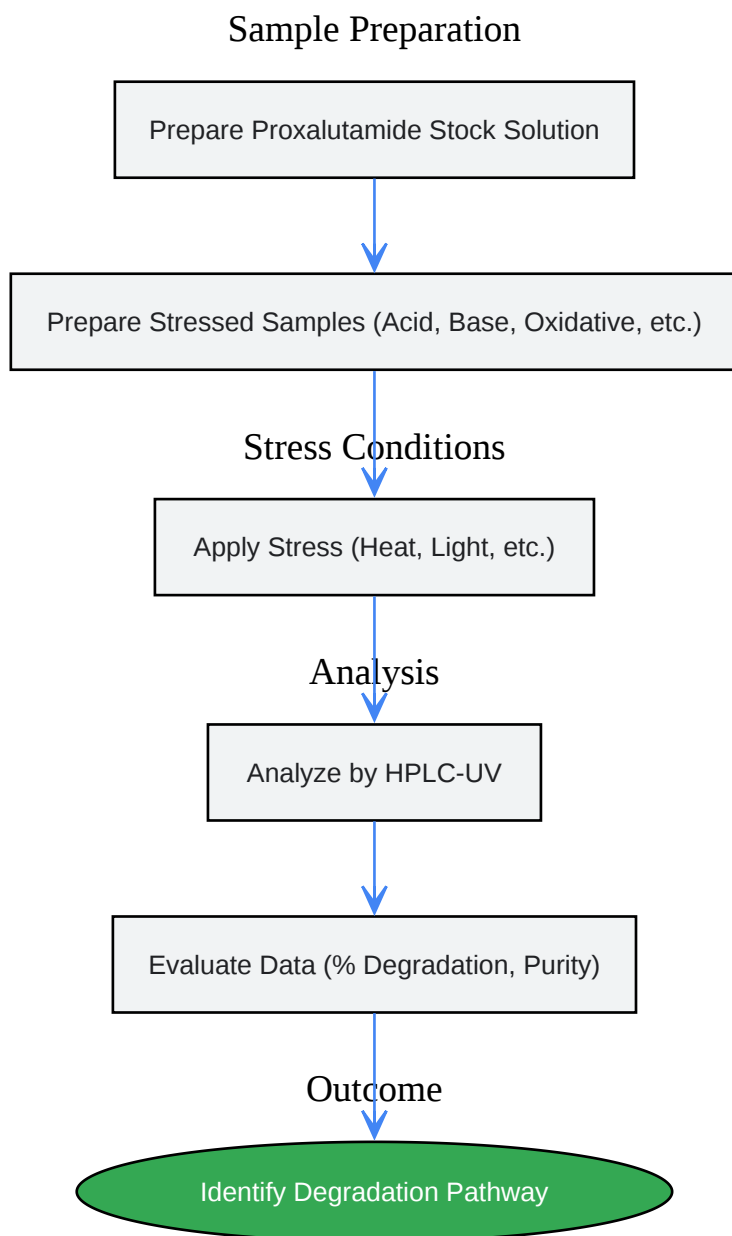 Sample Preparation
Prepare Proxalutamide Stock Solution
Prepare Stressed Samples (Acid, Base, Oxidative, etc.)
Stress Conditions
Apply Stress (Heat, Light, etc.)
Analysis
Analyze by HPLC-UV
Evaluate Data (% Degradation, Purity)
Outcome
Identify Degradation Pathway